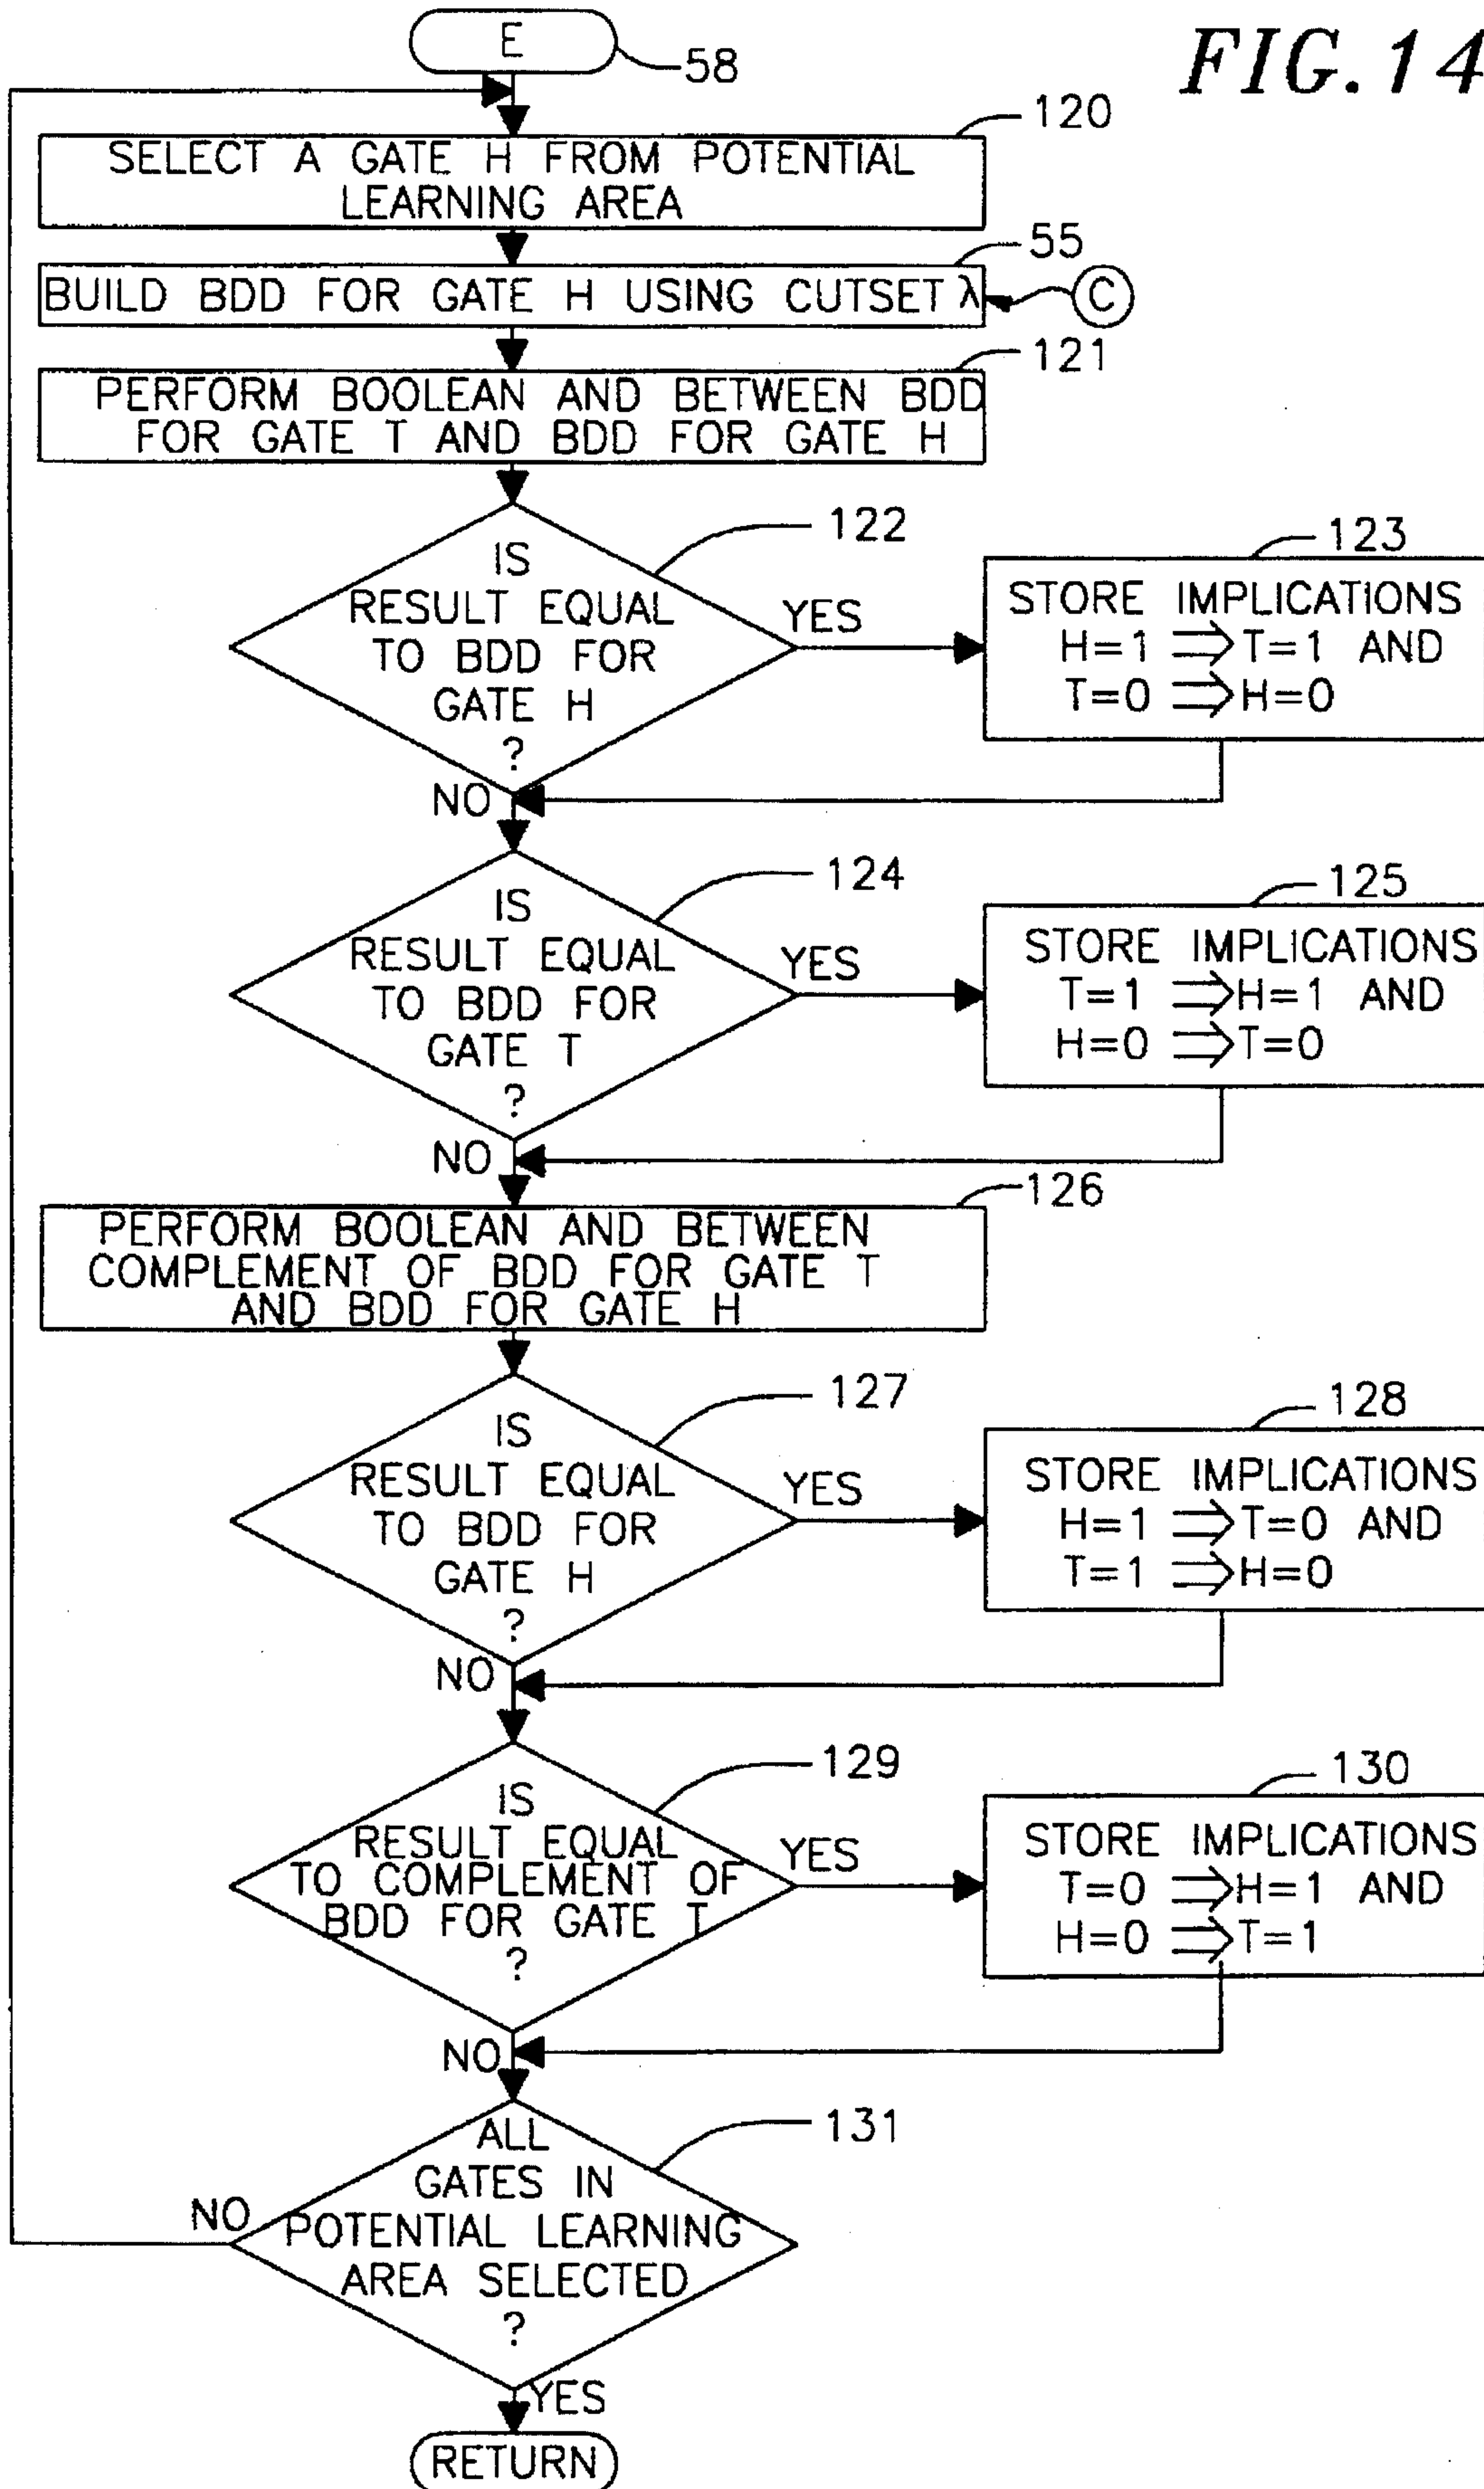 FIG. 14
E
58
120
SELECT A GATE H FROM POTENTIAL
LEARNING AREA
55
BUILD BDD FOR GATE H USING CUTSET λ
C
121
PERFORM BOOLEAN AND BETWEEN BDD
FOR GATE T AND BDD FOR GATE H
122
IS
RESULT EQUAL
TO BDD FOR
GATE H
?
YES
NO
123
STORE IMPLICATIONS
H=1 ⇒ T=1 AND
T=0 ⇒ H=0
124
IS
RESULT EQUAL
TO BDD FOR
GATE T
?
YES
NO
125
STORE IMPLICATIONS
T=1 ⇒ H=1 AND
H=0 ⇒ T=0
126
PERFORM BOOLEAN AND BETWEEN
COMPLEMENT OF BDD FOR GATE T
AND BDD FOR GATE H
127
IS
RESULT EQUAL
TO BDD FOR
GATE H
?
YES
NO
128
STORE IMPLICATIONS
H=1 ⇒ T=0 AND
T=1 ⇒ H=0
129
IS
RESULT EQUAL
TO COMPLEMENT OF
BDD FOR GATE T
?
YES
NO
130
STORE IMPLICATIONS
T=0 ⇒ H=1 AND
H=0 ⇒ T=1
131
ALL
GATES IN
POTENTIAL LEARNING
AREA SELECTED
?
NO
YES
RETURN